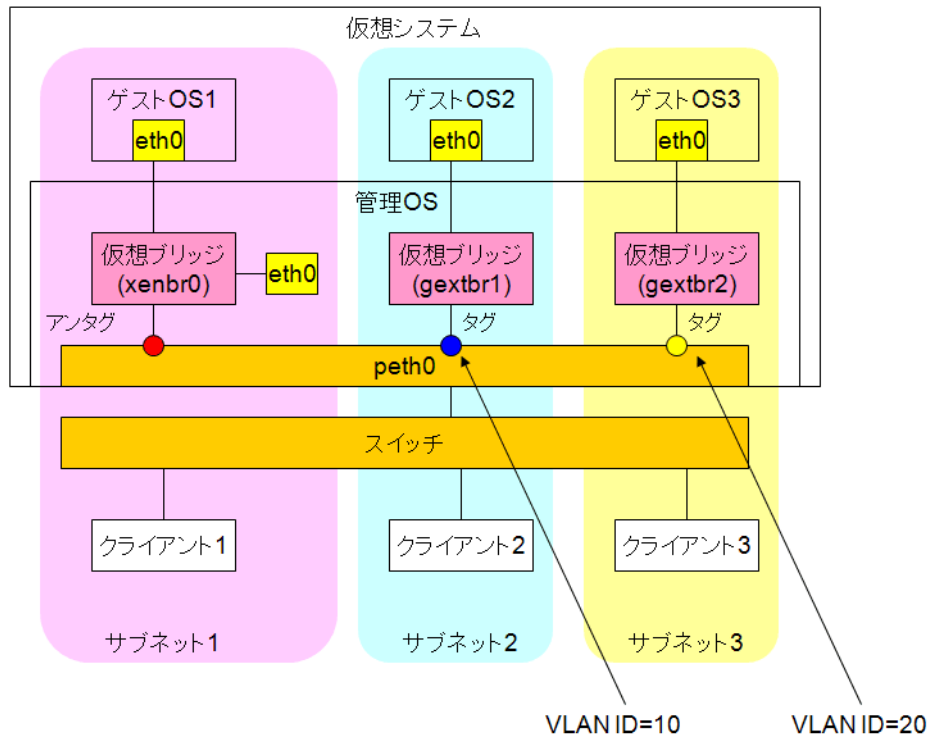 仮想システム
ゲストOS1
ゲストOS2
ゲストOS3
eth0
eth0
eth0
管理OS
仮想ブリッジ
(xenbr0)
eth0
仮想ブリッジ
(gextbr1)
仮想ブリッジ
(gextbr2)
アンタグ
タグ
タグ
peth0
スイッチ
クライアント1
クライアント2
クライアント3
サブネット1
サブネット2
サブネット3
VLAN ID=10
VLAN ID=20